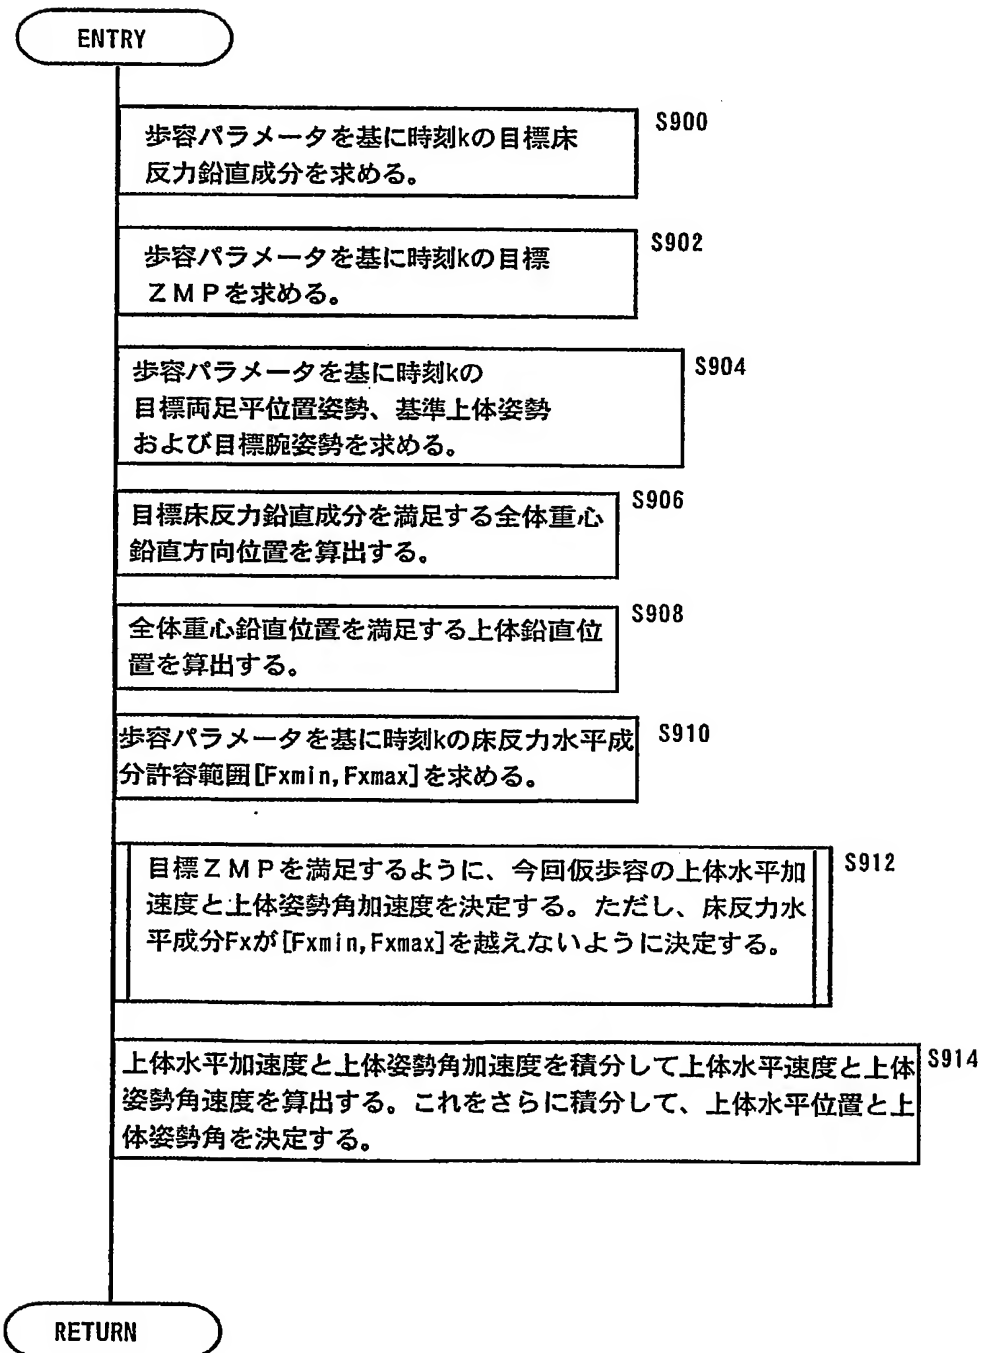 ENTRY
S900
歩容パラメータを基に時刻kの目標床
反力鉛直成分を求める。
S902
歩容パラメータを基に時刻kの目標
ZMPを求める。
S904
歩容パラメータを基に時刻kの
目標両足平位置姿勢、基準上体姿勢
および目標腕姿勢を求める。
S906
目標床反力鉛直成分を満足する全体重心
鉛直方向位置を算出する。
S908
全体重心鉛直位置を満足する上体鉛直位
置を算出する。
S910
歩容パラメータを基に時刻kの床反力水平成
分許容範囲[Fxmin,Fxmax]を求める。
S912
目標ZMPを満足するように、今回仮歩容の上体水平加
速度と上体姿勢角加速度を決定する。ただし、床反力水
平成分Fxが[Fxmin,Fxmax]を越えないように決定する。
S914
上体水平加速度と上体姿勢角加速度を積分して上体水平速度と上体
姿勢角速度を算出する。これをさらに積分して、上体水平位置と上
体姿勢角を決定する。
RETURN